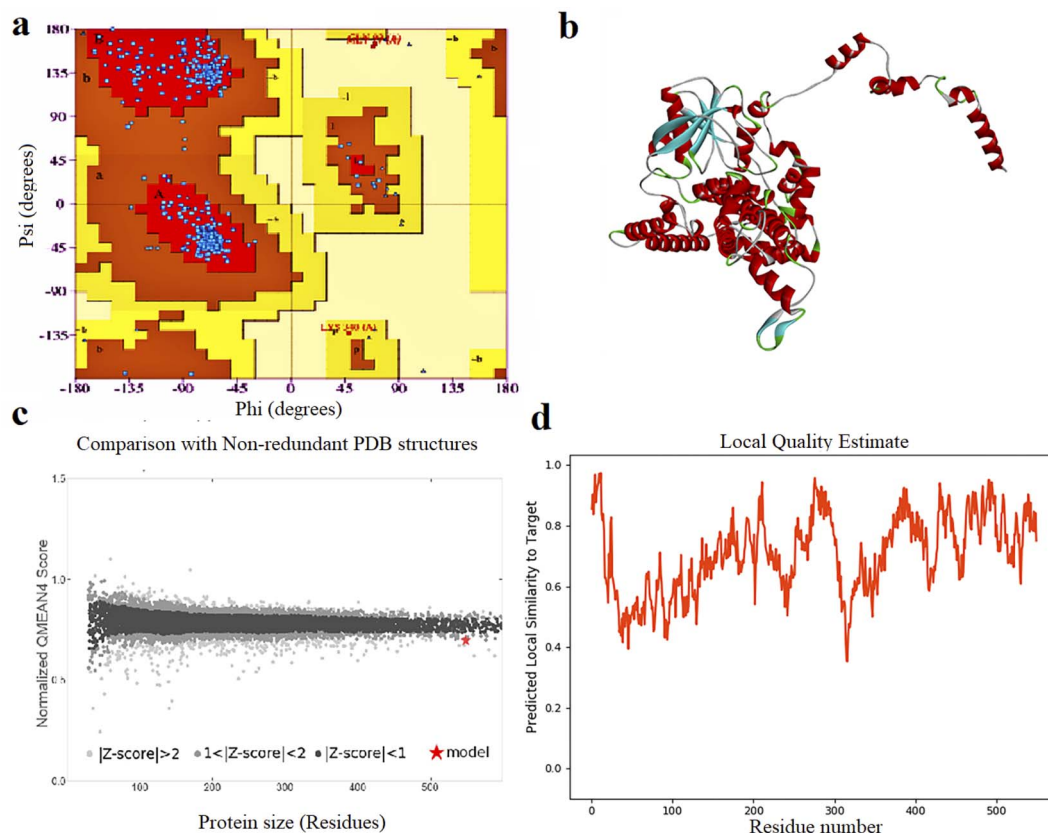 a
180
135
90
45
0
-45
-90
-135
-180
-135
-90
-45
0
45
90
135
180
Psi (degrees)
Phi (degrees)
B
b
a
A
l
-l
-b
-b
b
-b
p
LYS 340 (A)
b
c
Comparison with Non-redundant PDB structures
Normalized QMEAN4 Score
1.5
1.0
0.5
0.0
|Z-score|>2
1<|Z-score|<2
|Z-score|<1
model
100
200
300
400
500
Protein size (Residues)
d
Local Quality Estimate
Predicted Local Similarity to Target
1.0
0.8
0.6
0.4
0.2
0.0
0
100
200
300
400
500
Residue number